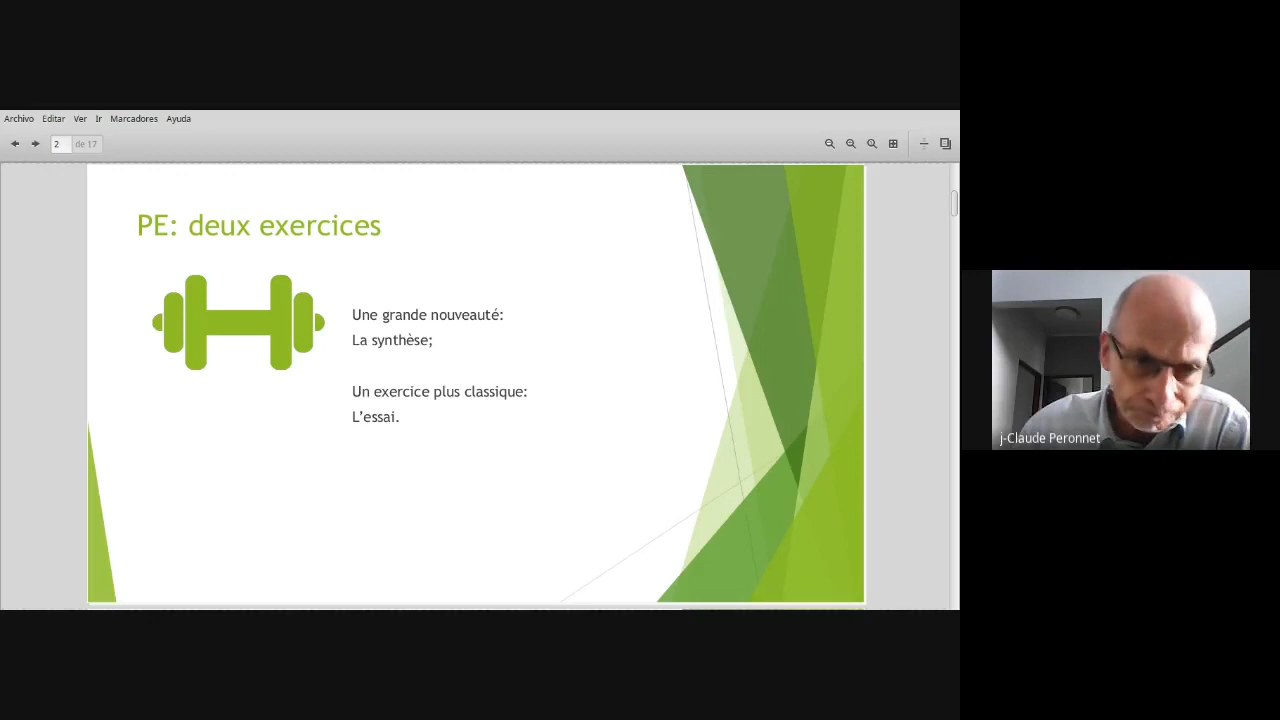 Archivo Editar Ver Ir Marcadores Ayuda
2 de 17
PE: deux exercices
Une grande nouveauté:
La synthèse;
Un exercice plus classique:
L'essai.
j-Claude Peronnet